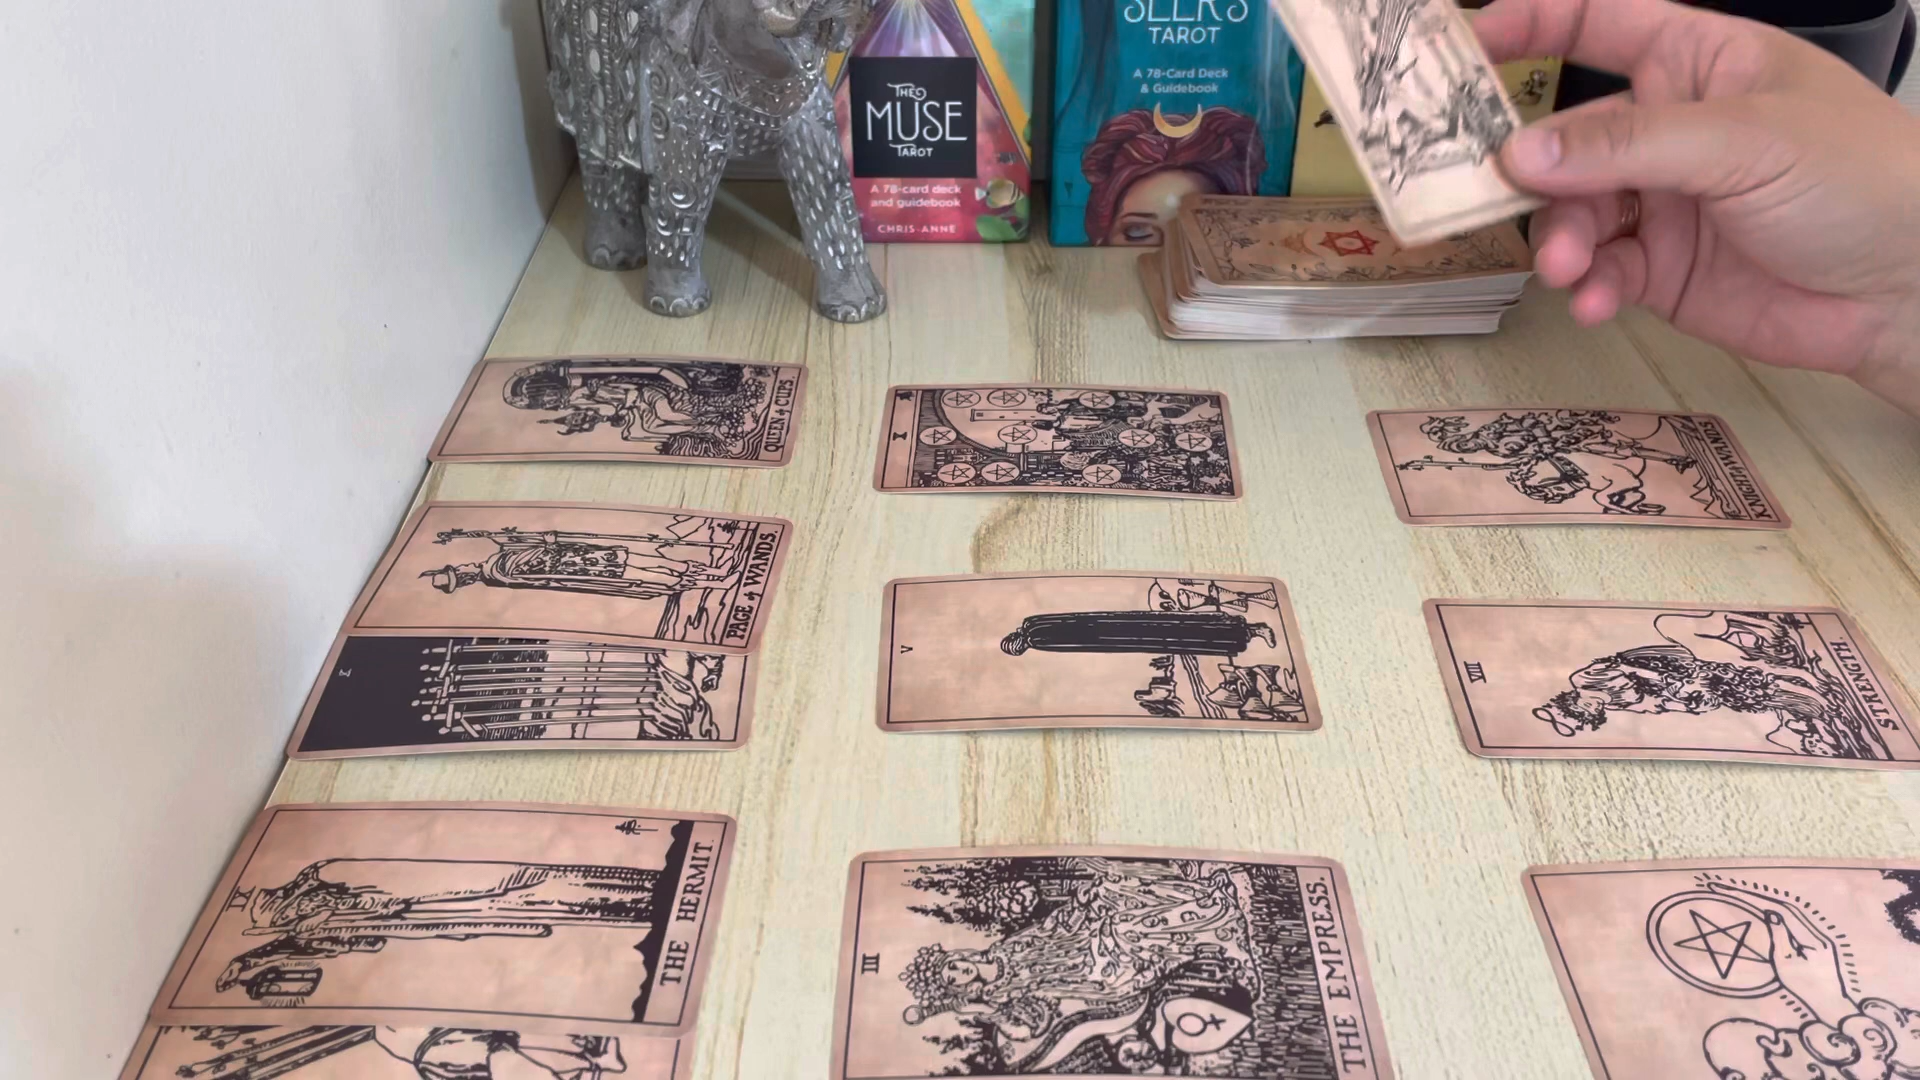 THE
MUSE
TAROT
A 78-card deck
and guidebook
CHRIS-ANNE
TAROT
A 78-Card Deck
& Guidebook
QUEEN of CUPS.
X
KNIGHT of WANDS.
PAGE of WANDS.
X
V
VIII
STRENGTH.
IX
THE HERMIT.
III
THE EMPRESS.